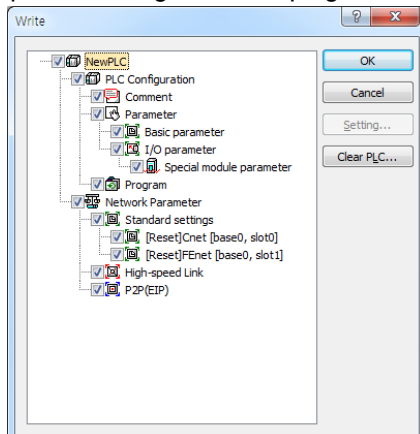 Write
NewPLC
PLC Configuration
Comment
Parameter
Basic parameter
I/O parameter
Special module parameter
Program
Network Parameter
Standard settings
[Reset]Cnet [base0, slot0]
[Reset]FEnet [base0, slot1]
High-speed Link
P2P(EIP)
OK
Cancel
Setting...
Clear PLC...